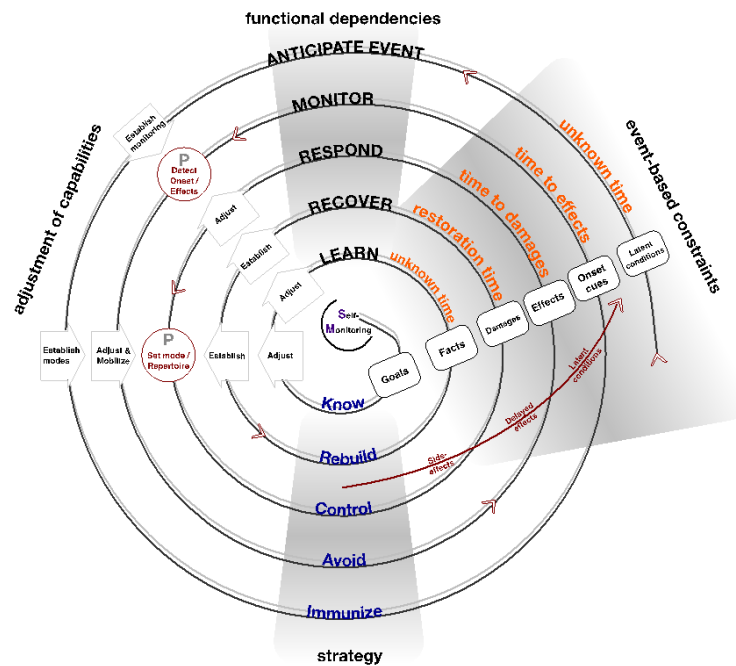 functional dependencies
ANTICIPATE EVENT
MONITOR
RESPOND
RECOVER
LEARN
adjustment of capabilities
Establish
monitoring
P
Detect
Onset /
Effects
Adjust
Establish
Adjust
Establish
modes
Adjust &
Mobilize
P
Set mode /
Repertoire
Establish
Adjust
Self-
Monitoring
unknown time
restoration time
time to damages
time to effects
unknown time
event-based constraints
Goals
Facts
Damages
Effects
Onset
cues
Latent
conditions
Side-
effects
Delayed
effects
Latent
conditions
Know
Rebuild
Control
Avoid
Immunize
strategy